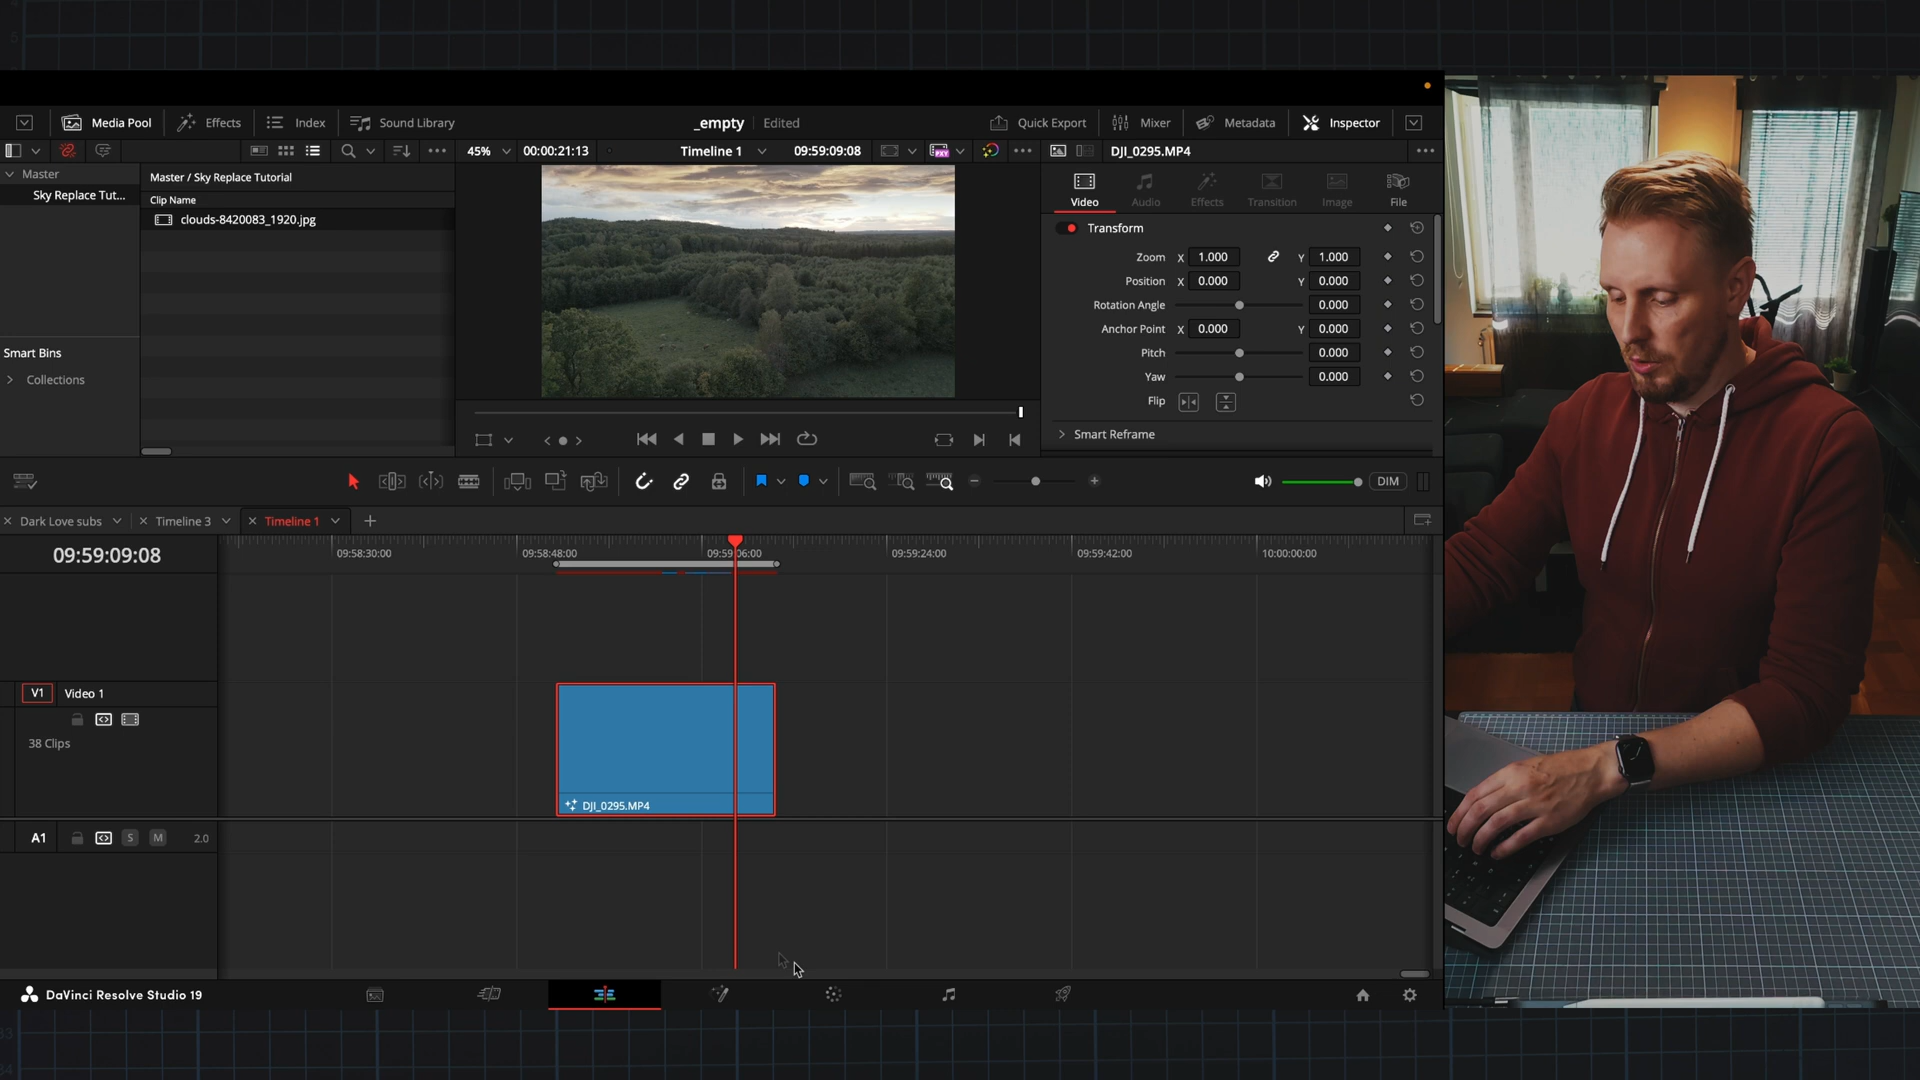 Media Pool
Effects
Index
Sound Library
_empty
Edited
Quick Export
Mixer
Metadata
Inspector
45%
00:00:21:13
Timeline 1
09:59:09:08
PXY
DJI_0295.MP4
Master
Sky Replace Tut...
Master / Sky Replace Tutorial
Clip Name
clouds-8420083_1920.jpg
Smart Bins
Collections
Video
Audio
Effects
Transition
Image
File
Transform
Zoom X 1.000 Y 1.000
Position X 0.000 Y 0.000
Rotation Angle 0.000
Anchor Point X 0.000 Y 0.000
Pitch 0.000
Yaw 0.000
Flip
Smart Reframe
DIM
Dark Love subs
Timeline 3
Timeline 1
09:59:09:08
09:58:30:00
09:58:48:00
09:59:06:00
09:59:24:00
09:59:42:00
10:00:00:00
V1
Video 1
38 Clips
DJI_0295.MP4
A1
S
M
2.0
DaVinci Resolve Studio 19